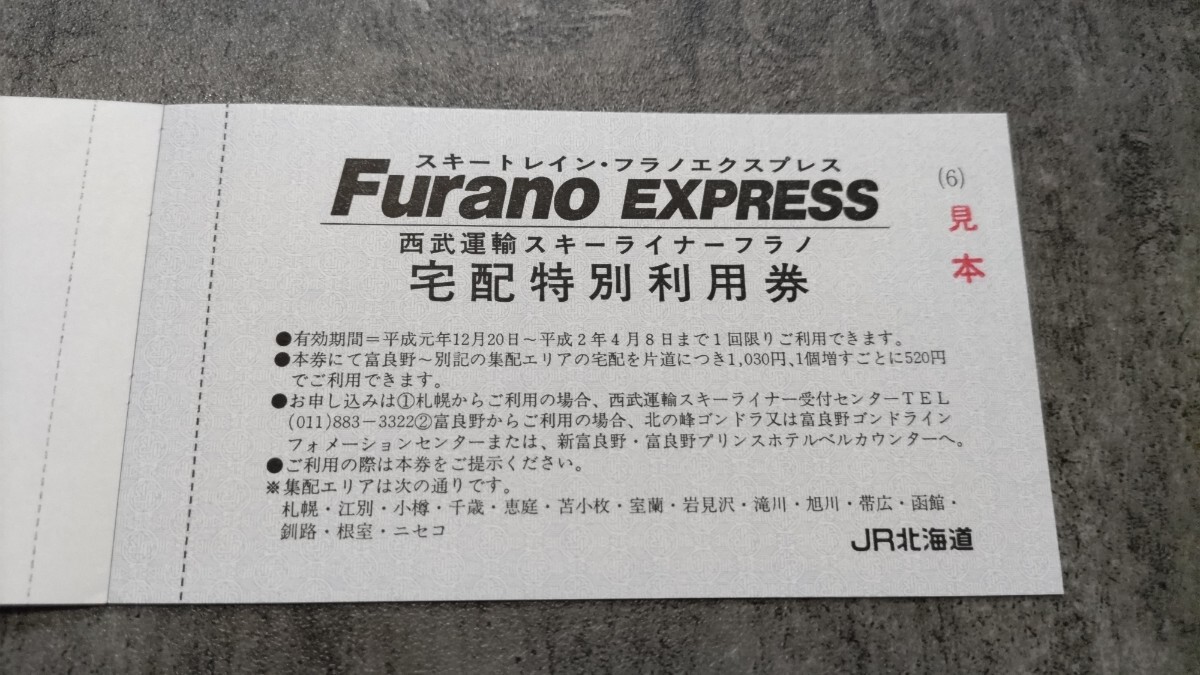 スキートレイン・フラノエクスプレス
Furano EXPRESS
(6)
見本
西武運輸スキーライナーフラノ
宅配特別利用券
●有効期間＝平成元年12月20日～平成2年4月8日まで1回限りご利用できます。
●本券にて富良野～別記の集配エリアの宅配を片道につき1,030円、1個増すごとに520円
でご利用できます。
●お申し込みは①札幌からご利用の場合、西武運輸スキーライナー受付センターTEL
(011)883－3322②富良野からご利用の場合、北の峰ゴンドラ又は富良野ゴンドライン
フォメーションセンターまたは、新富良野・富良野プリンスホテルベルカウンターへ。
●ご利用の際は本券をご提示ください。
※集配エリアは次の通りです。
札幌・江別・小樽・千歳・恵庭・苫小牧・室蘭・岩見沢・滝川・旭川・帯広・函館・
釧路・根室・ニセコ
JR北海道